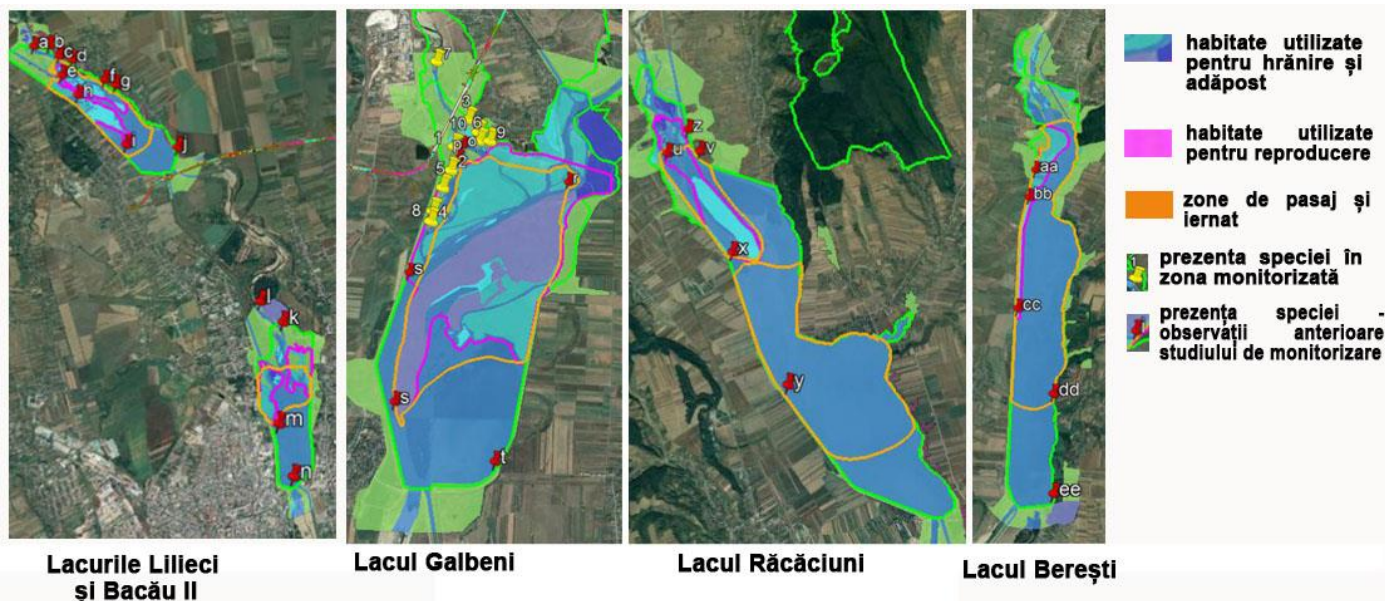 a
b
c
d
e
f
g
h
i
j
l
k
m
n
7
3
10
6
1
9
p
o
2
5
8
4
r
s
s
t
z
u
v
x
y
aa
bb
cc
dd
ee
habitate utilizate
pentru hrănire și
adăpost
habitate utilizate
pentru reproducere
zone de pasaj și
iernat
1
prezenta speciei în
zona monitorizată
prezența speciei -
observații anterioare
studiului de monitorizare
Lacurile Lilieci
și Bacău II
Lacul Galbeni
Lacul Răcăciuni
Lacul Berești